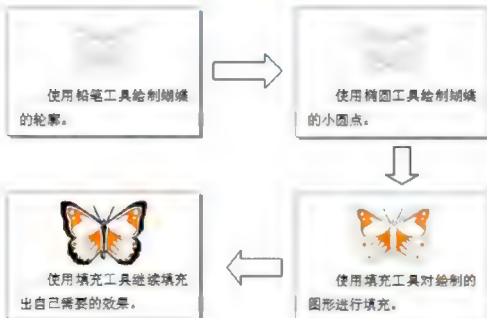 使用铅笔工具绘制蝴蝶
的轮廓。
使用椭圆工具绘制蝴蝶
的小圆点。
使用填充工具对绘制的
图形进行填充。
使用填充工具继续填充
出自己需要的效果。